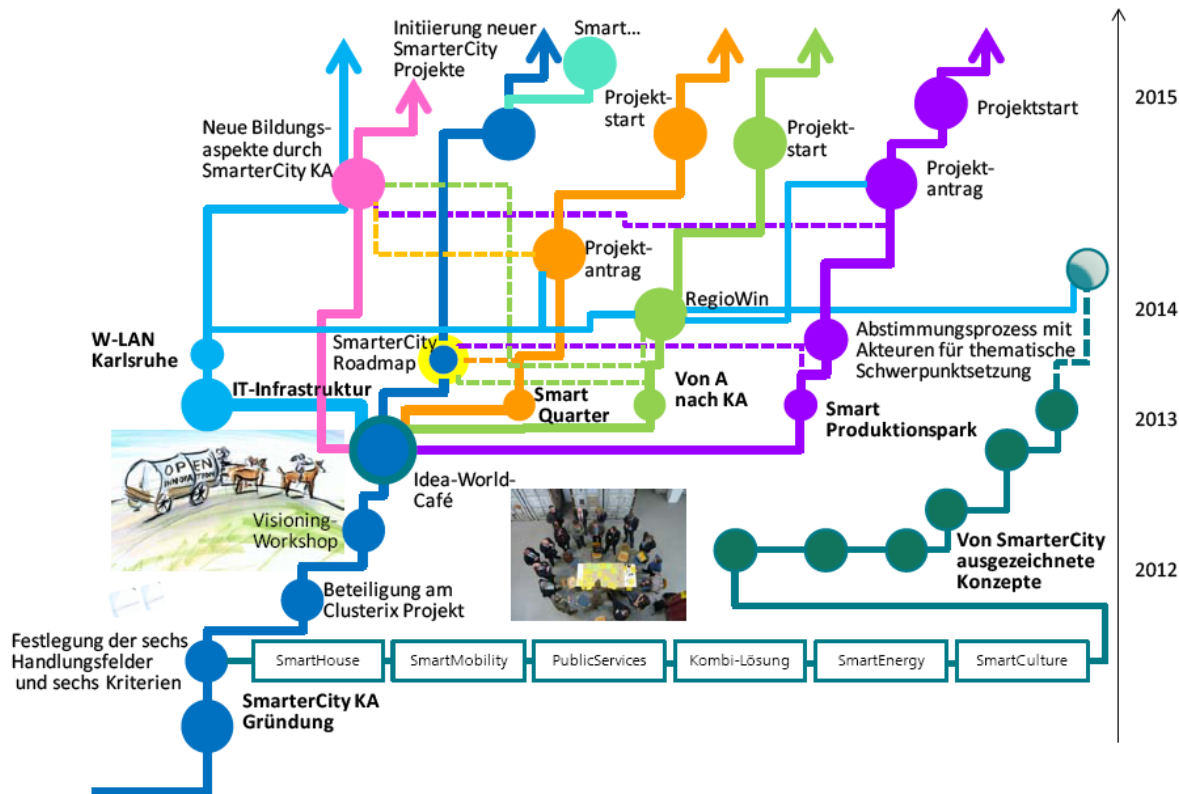 Initiierung neuer
SmarterCity
Projekte
Smart...
2015
Projekt-
start
Projektstart
Neue Bildungs-
aspekte durch
SmarterCity KA
Projekt-
start
Projekt-
antrag
Projekt-
antrag
RegioWin
2014
W-LAN
Karlsruhe
SmarterCity
Roadmap
Abstimmungsprozess mit
Akteuren für thematische
Schwerpunktsetzung
IT-Infrastruktur
Smart
Quarter
Von A
nach KA
Smart
Produktionspark
2013
OPEN
INNOVATION
Idea-World-
Café
Visioning-
Workshop
Von SmarterCity
ausgezeichnete
Konzepte
2012
Beteiligung am
Clusterix Projekt
Festlegung der sechs
Handlungsfelder
und sechs Kriterien
SmartHouse
SmartMobility
PublicServices
Kombi-Lösung
SmartEnergy
SmartCulture
SmarterCity KA
Gründung